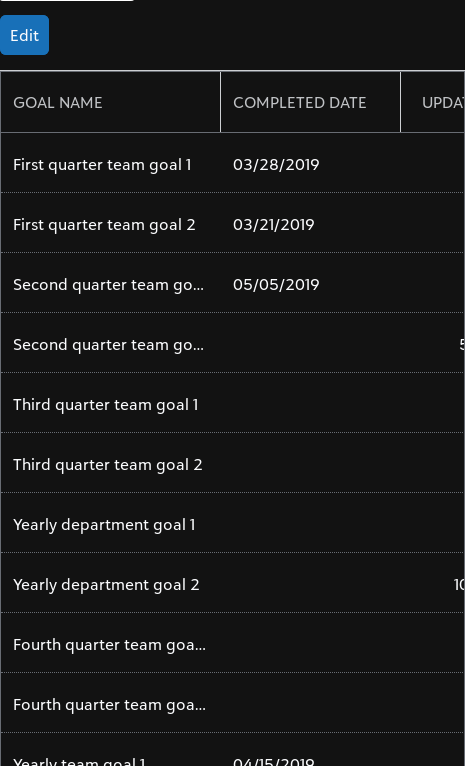 Edit
GOAL NAME COMPLETED DATE UPDA
First quarter team goal 1 03/28/2019
First quarter team goal 2 03/21/2019
Second quarter team go... 05/05/2019
Second quarter team go... 5
Third quarter team goal 1
Third quarter team goal 2
Yearly department goal 1
Yearly department goal 2 10
Fourth quarter team goa...
Fourth quarter team goa...
Yearly team goal 1 04/15/2019